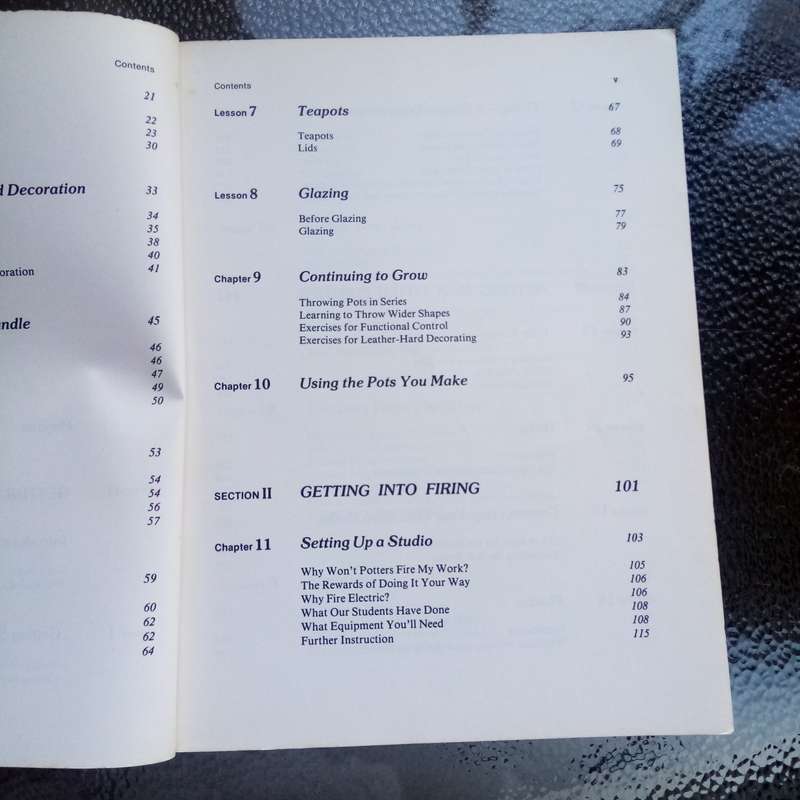 Contents
21
22
23
30
d Decoration 33
34
35
38
40
oration 41
ndle 45
46
46
47
49
50
53
54
54
56
57
59
60
62
62
64
Contents v
Lesson 7 Teapots 67
Teapots 68
Lids 69
Lesson 8 Glazing 75
Before Glazing 77
Glazing 79
Chapter 9 Continuing to Grow 83
Throwing Pots in Series 84
Learning to Throw Wider Shapes 87
Exercises for Functional Control 90
Exercises for Leather-Hard Decorating 93
Chapter 10 Using the Pots You Make 95
SECTION II GETTING INTO FIRING 101
Chapter 11 Setting Up a Studio 103
Why Won't Potters Fire My Work? 105
The Rewards of Doing It Your Way 106
Why Fire Electric? 106
What Our Students Have Done 108
What Equipment You'll Need 108
Further Instruction 115